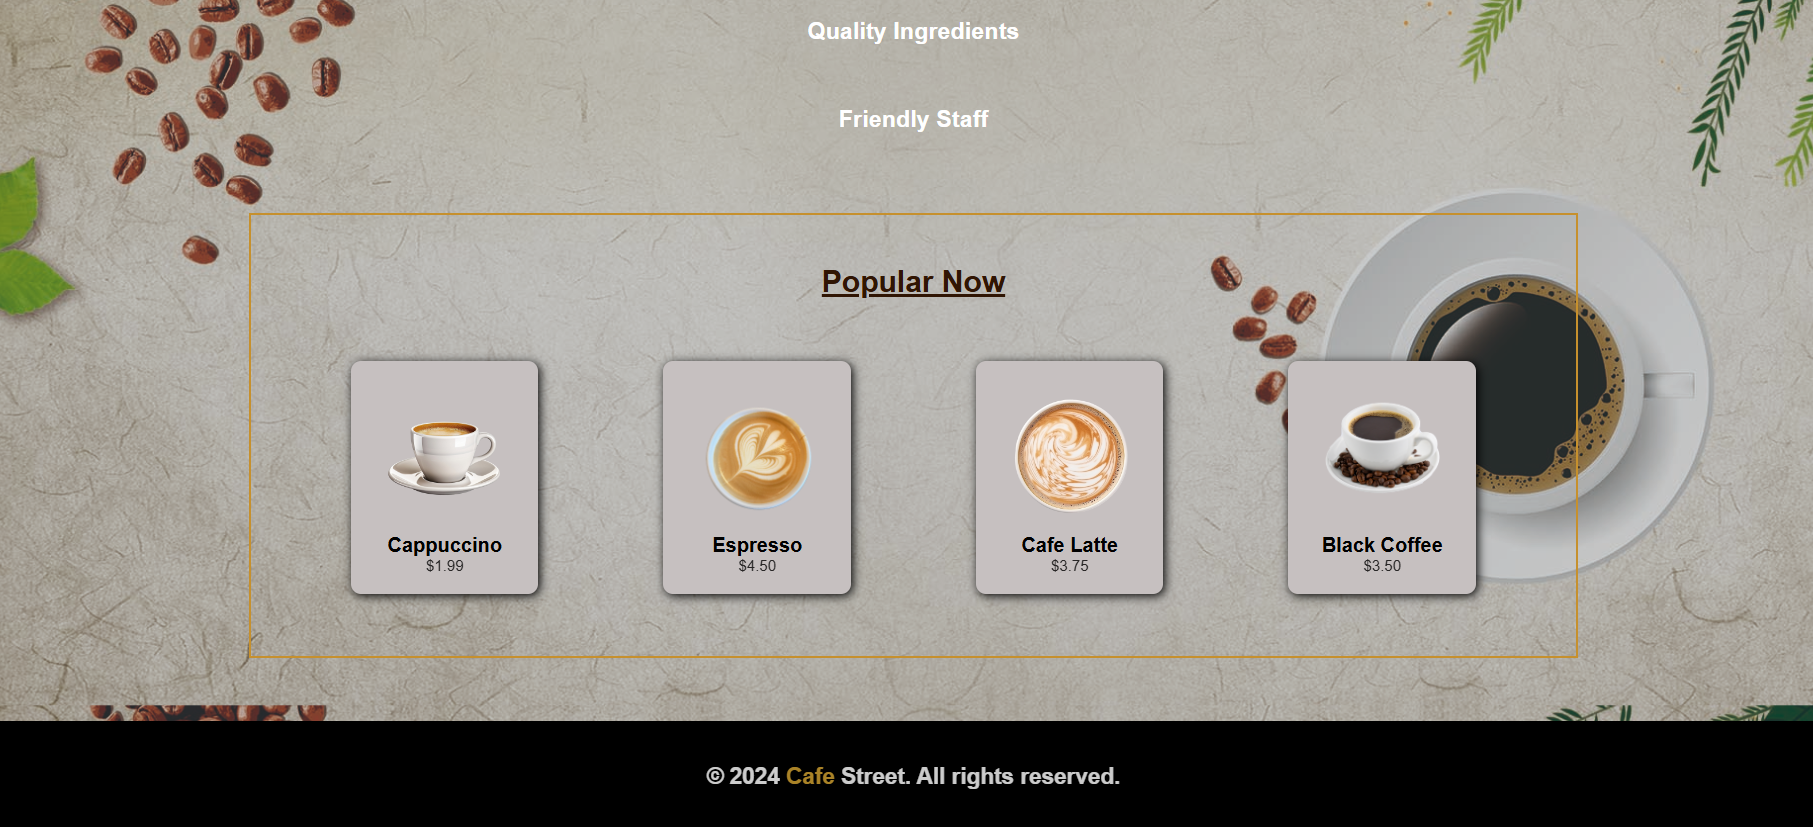 Quality Ingredients
Friendly Staff
Popular Now
Cappuccino
$1.99
Espresso
$4.50
Cafe Latte
$3.75
Black Coffee
$3.50
© 2024 Cafe Street. All rights reserved.